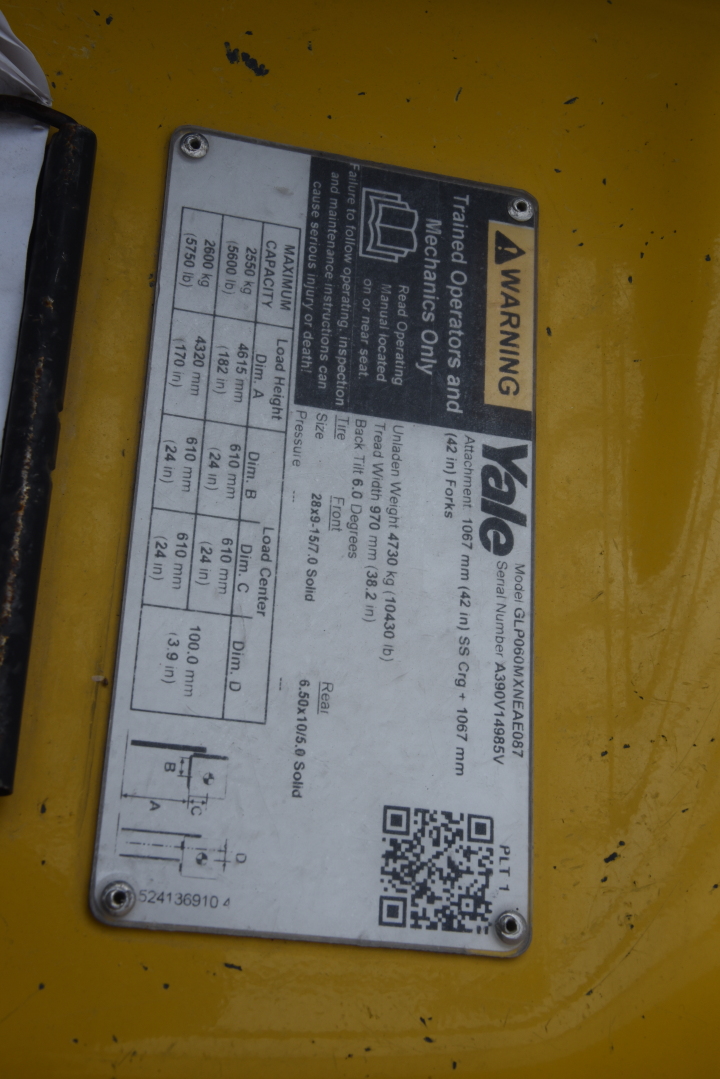 WARNING
Trained Operators and
Mechanics Only
Read Operating
Manual located
on or near seat.
Failure to follow operating, inspection
and maintenance instructions can
cause serious injury or death!
Yale
Model GLP060MXNEAE087
Serial Number A390V14985V
Attachment 1067 mm (42 in) SS Crg + 1067 mm
(42 in) Forks
PLT 1
Unladen Weight 4730 kg (10430 lb)
Tread Width 970 mm (38.2 in)
Back Tilt 6.0 Degrees
Tire Front Rear
Size 28x9-15/7.0 Solid 6.50x10/5.0 Solid
Pressure --- ---
MAXIMUM CAPACITY Load Height Dim. A Load Center
Dim. B Dim. C Dim. D
2550 kg 4615 mm 610 mm 610 mm 100.0 mm
(5600 lb) (182 in) (24 in) (24 in) (3.9 in)
2600 kg 4320 mm 610 mm 610 mm
(5750 lb) (170 in) (24 in) (24 in)
A
B
C
D
524136910 4